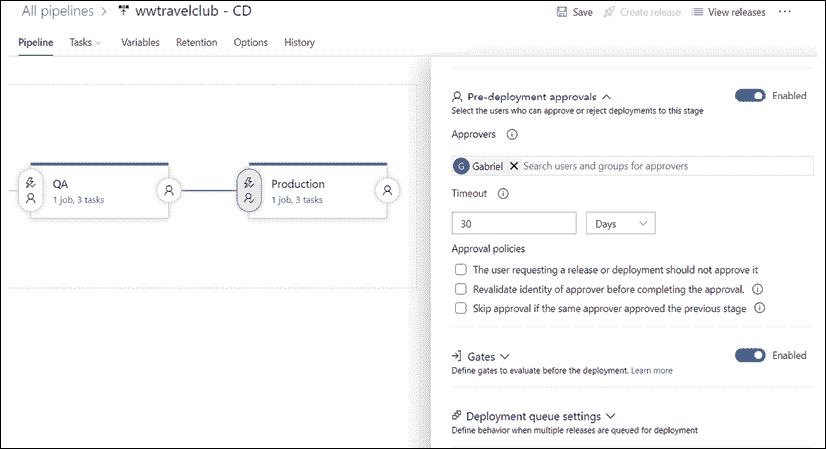 All pipelines > wwtravelclub - CD
Save Create release View releases ...
Pipeline Tasks Variables Retention Options History
Pre-deployment approvals
Enabled
Select the users who can approve or reject deployments to this stage
Approvers
G Gabriel Search users and groups for approvers
QA
1 job, 3 tasks
Production
1 job, 3 tasks
Timeout
30 Days
Approval policies
The user requesting a release or deployment should not approve it
Revalidate identity of approver before completing the approval.
Skip approval if the same approver approved the previous stage
Gates
Enabled
Define gates to evaluate before the deployment. Learn more
Deployment queue settings
Define behavior when multiple releases are queued for deployment